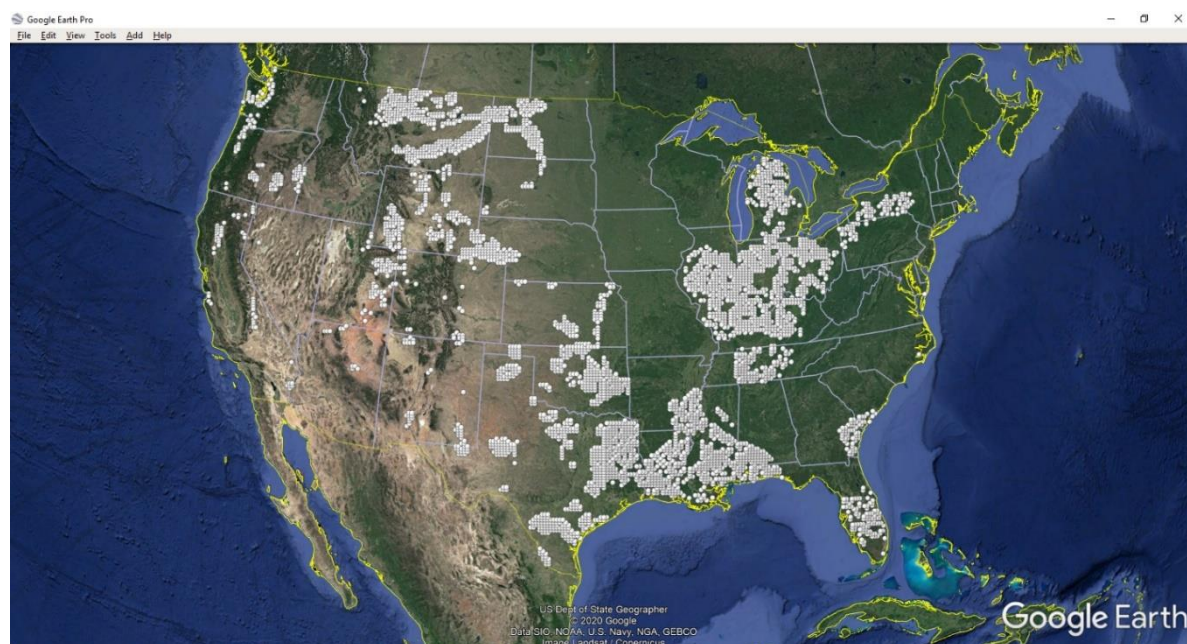 Google Earth Pro
File Edit View Tools Add Help
US Dept of State Geographer
© 2020 Google
Data SIO, NOAA, U.S. Navy, NGA, GEBCO
Image Landsat / Copernicus
Google Earth